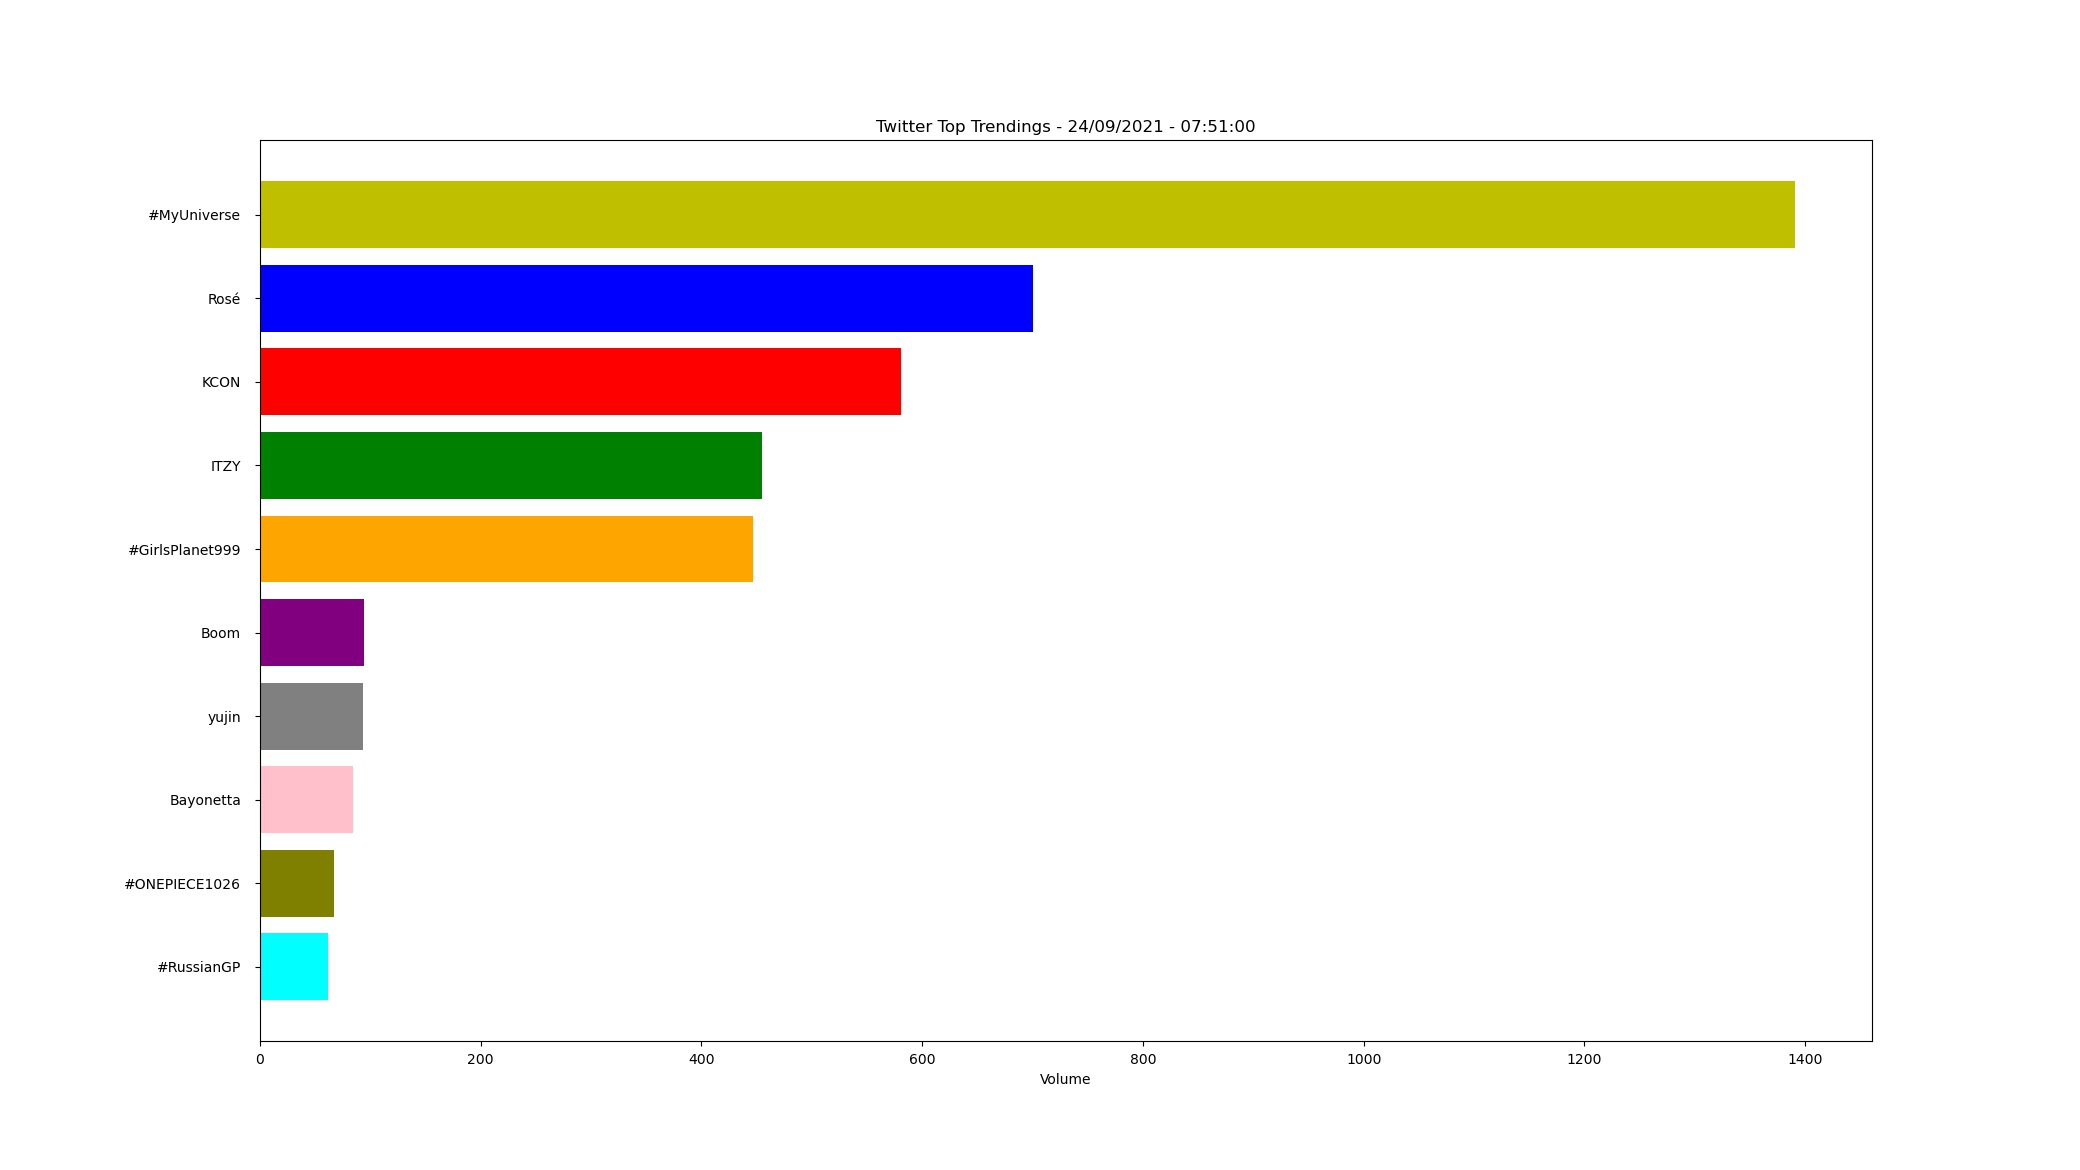 Twitter Top Trendings - 24/09/2021 - 07:51:00
#MyUniverse
Rosé
KCON
ITZY
#GirlsPlanet999
Boom
yujin
Bayonetta
#ONEPIECE1026
#RussianGP
0 200 400 600 800 1000 1200 1400
Volume